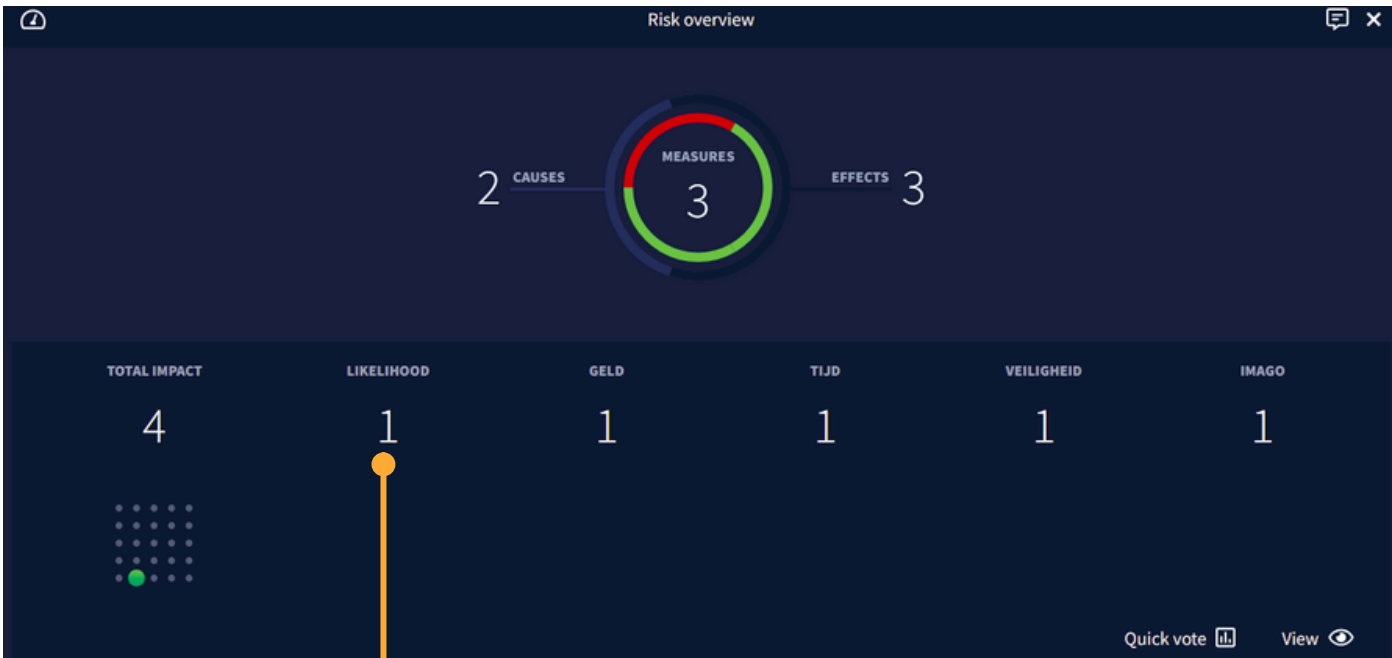 Risk overview
MEASURES
3
2 CAUSES
EFFECTS 3
TOTAL IMPACT LIKELIHOOD GELD TIJD VEILIGHEID IMAGO
4 1 1 1 1 1
Quick vote View